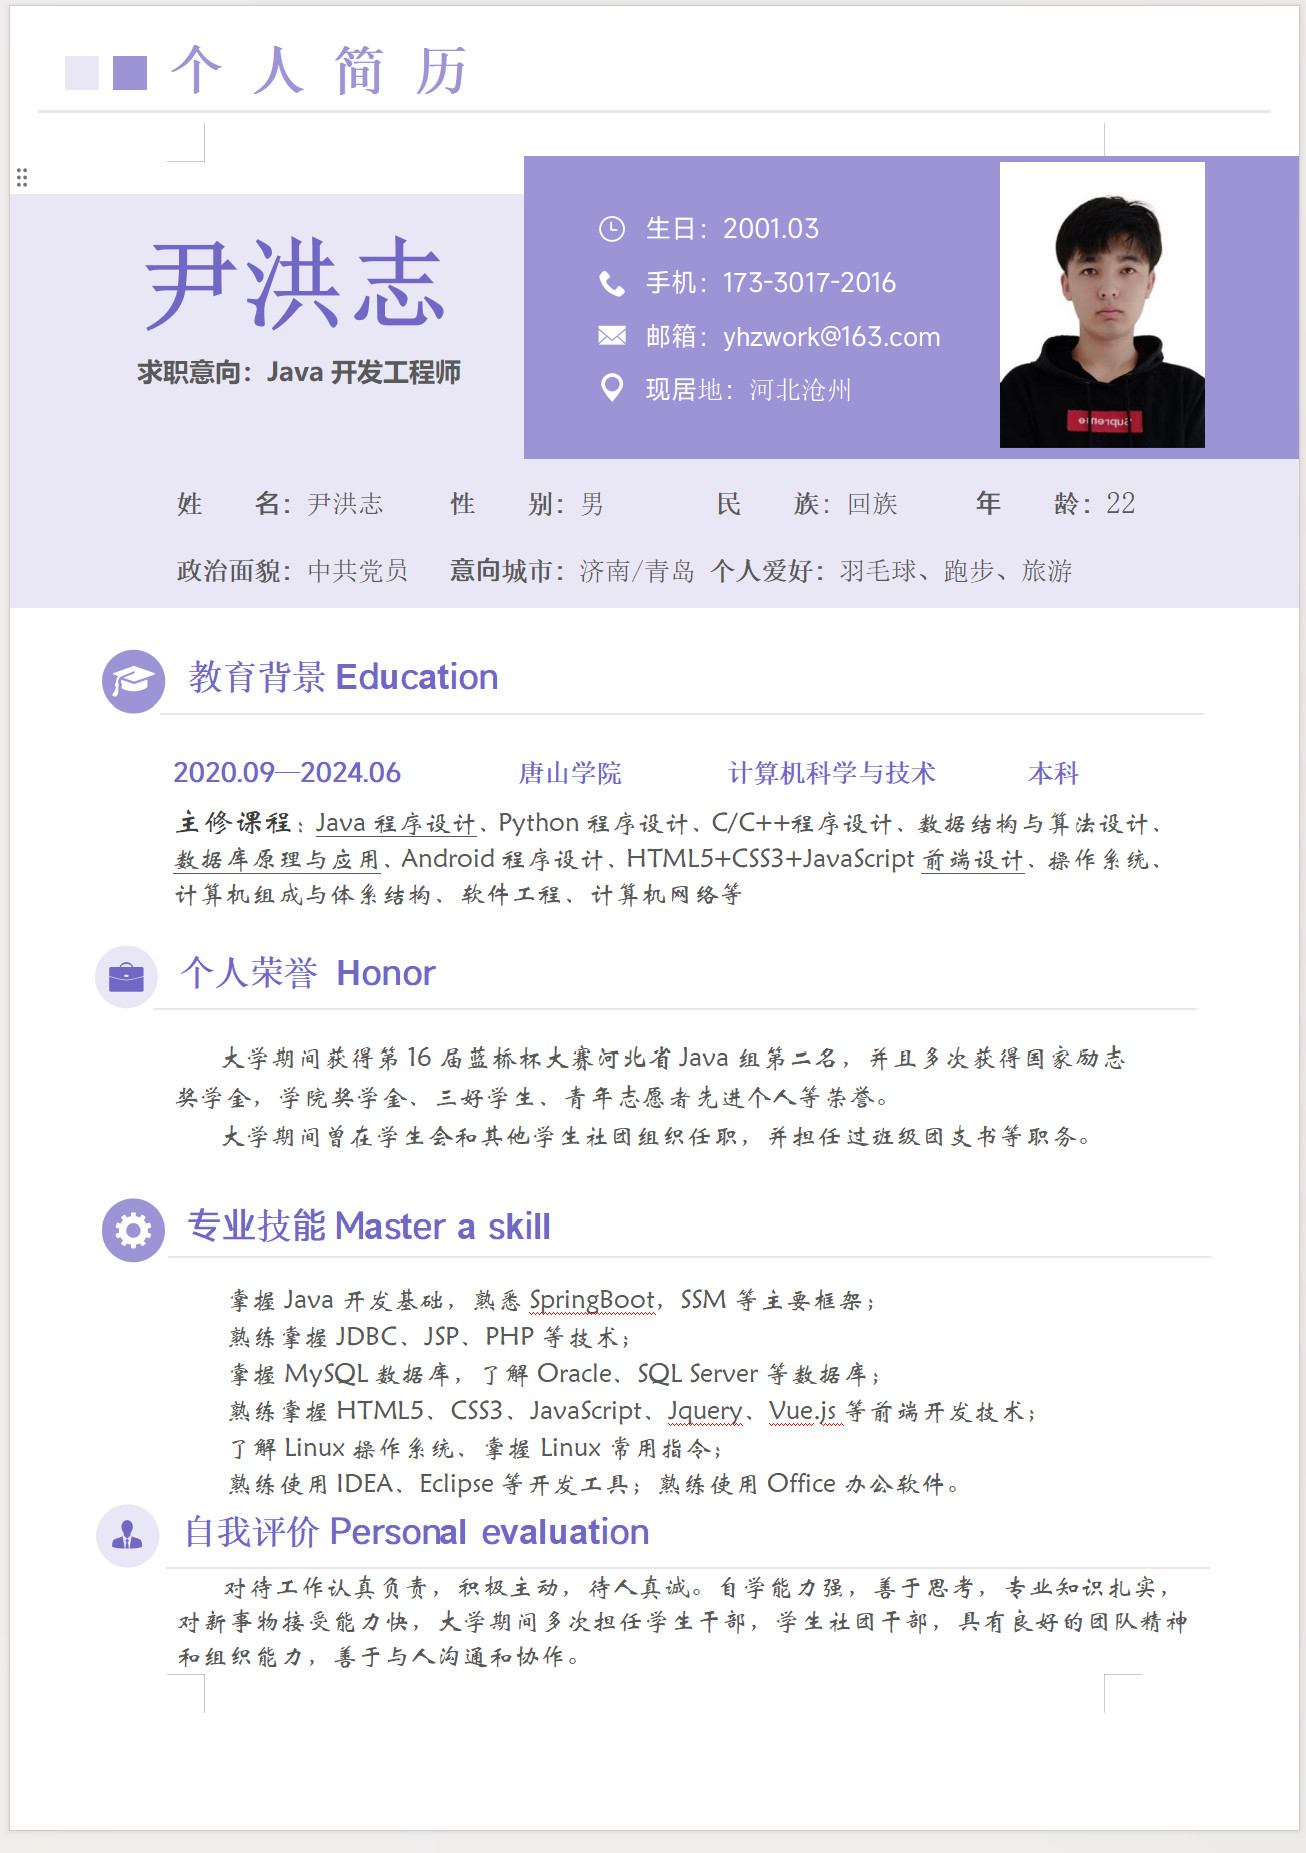 个人简历
尹洪志
求职意向：Java 开发工程师
生日：2001.03
手机：173-3017-2016
邮箱：yhzwork@163.com
现居地：河北沧州
Supreme
姓 名：尹洪志 性 别：男 民 族：回族 年 龄：22
政治面貌：中共党员 意向城市：济南/青岛 个人爱好：羽毛球、跑步、旅游
教育背景 Education
2020.09—2024.06 唐山学院 计算机科学与技术 本科
主修课程：Java 程序设计、Python 程序设计、C/C++程序设计、数据结构与算法设计、
数据库原理与应用、Android 程序设计、HTML5+CSS3+JavaScript 前端设计、操作系统、
计算机组成与体系结构、软件工程、计算机网络等
个人荣誉 Honor
大学期间获得第 16 届蓝桥杯大赛河北省 Java 组第二名，并且多次获得国家励志
奖学金，学院奖学金、三好学生、青年志愿者先进个人等荣誉。
大学期间曾在学生会和其他学生社团组织任职，并担任过班级团支书等职务。
专业技能 Master a skill
掌握 Java 开发基础，熟悉 SpringBoot，SSM 等主要框架；
熟练掌握 JDBC、JSP、PHP 等技术；
掌握 MySQL 数据库，了解 Oracle、SQL Server 等数据库；
熟练掌握 HTML5、CSS3、JavaScript、Jquery、Vue.js 等前端开发技术；
了解 Linux 操作系统、掌握 Linux 常用指令；
熟练使用 IDEA、Eclipse 等开发工具；熟练使用 Office 办公软件。
自我评价 Personal evaluation
对待工作认真负责，积极主动，待人真诚。自学能力强，善于思考，专业知识扎实，
对新事物接受能力快，大学期间多次担任学生干部，学生社团干部，具有良好的团队精神
和组织能力，善于与人沟通和协作。